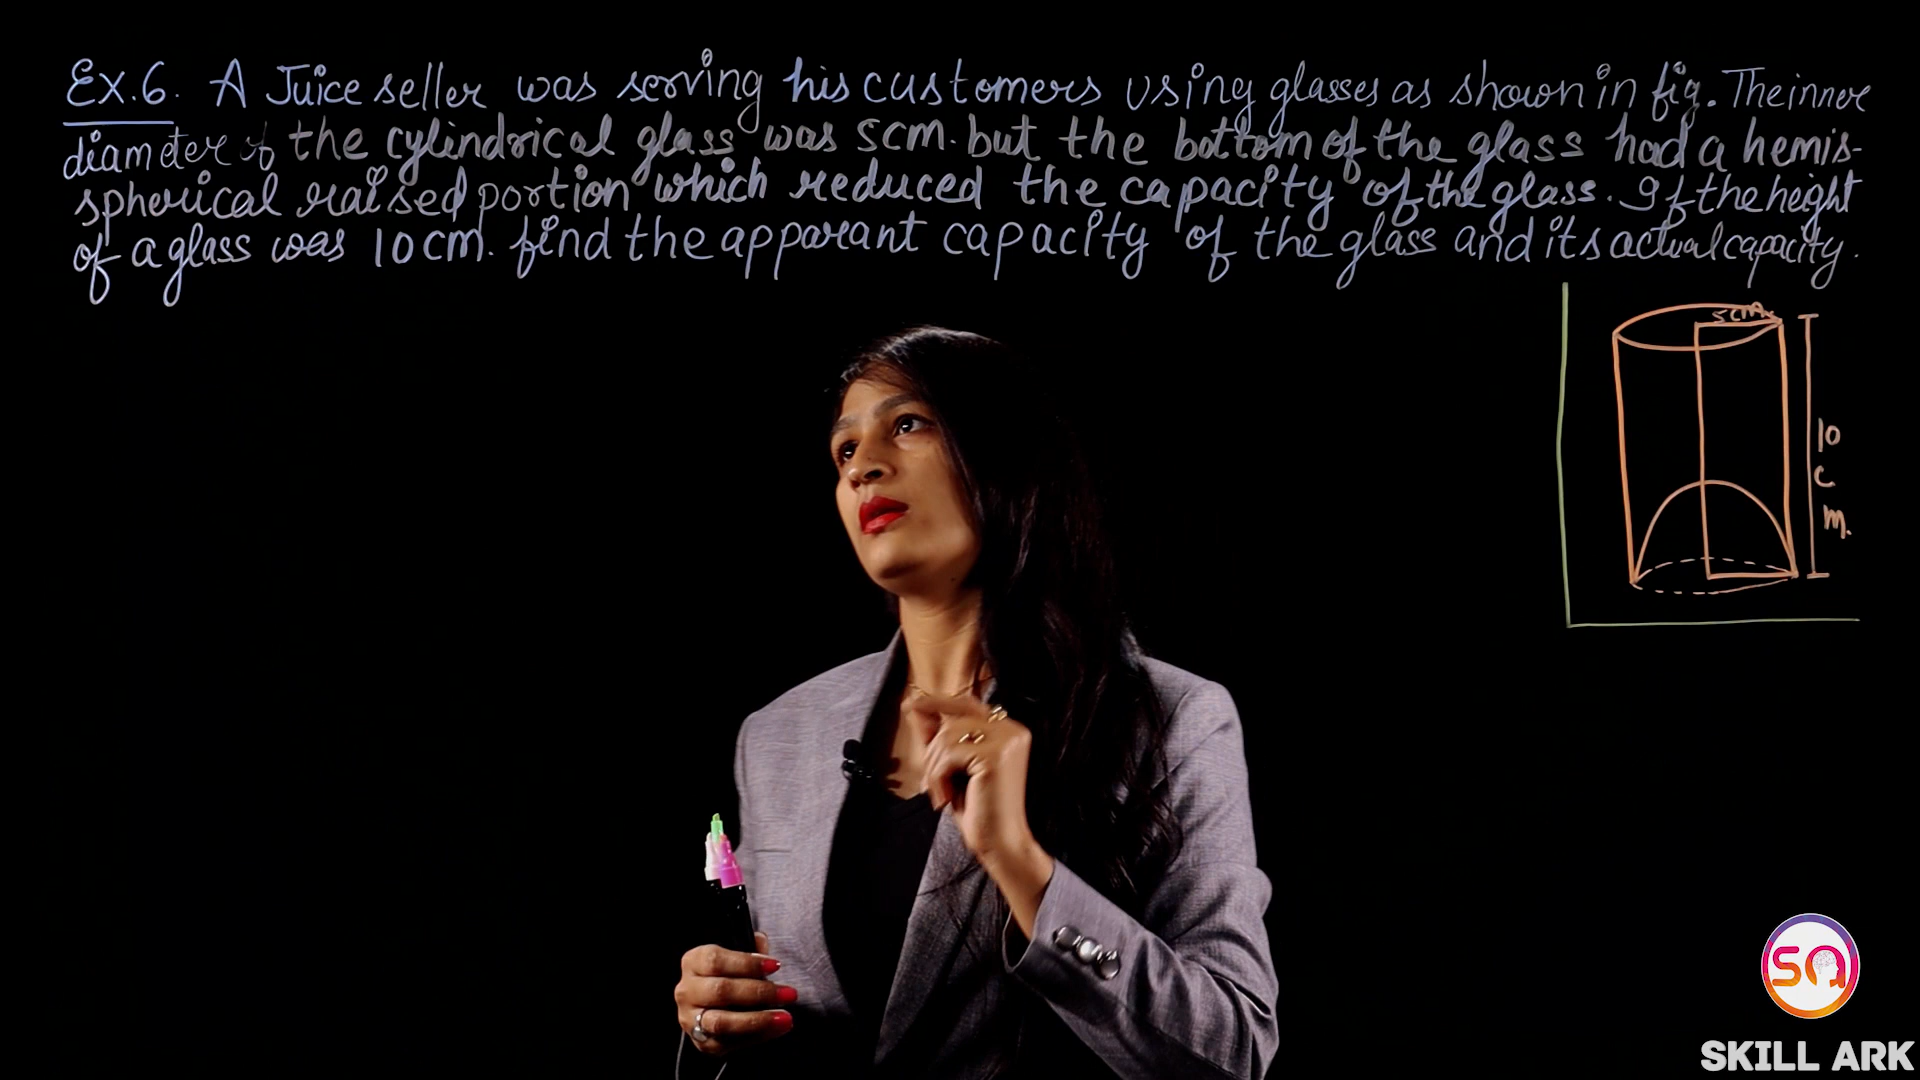 Ex.6. A Juice seller was serving his customers using glasses as shown in fig. The inner
diameter of the cylindrical glass was 5cm. but the bottom of the glass had a hemis-
spherical raised portion which reduced the capacity of the glass. If the height
of a glass was 10cm. find the apparant capacity of the glass and its actual capacity.
5cm.
10
c
m.
SA
SKILL ARK